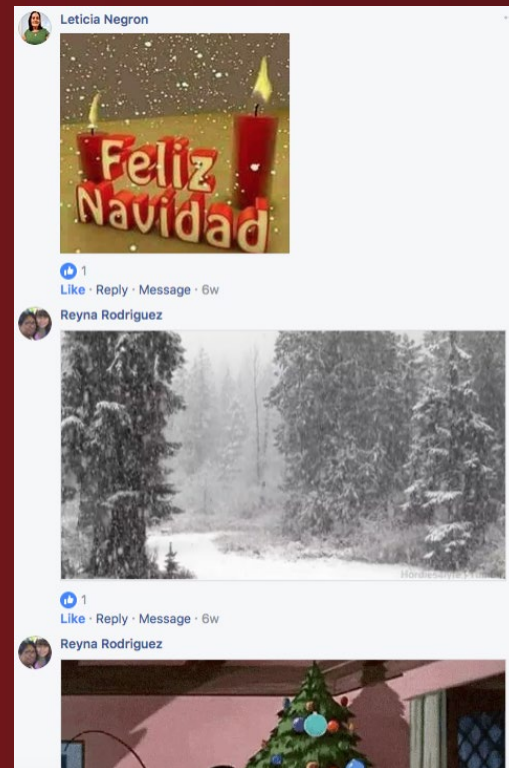 Leticia Negron
Feliz
Navidad
1
Like · Reply · Message · 6w
Reyna Rodriguez
1
Like · Reply · Message · 6w
Reyna Rodriguez